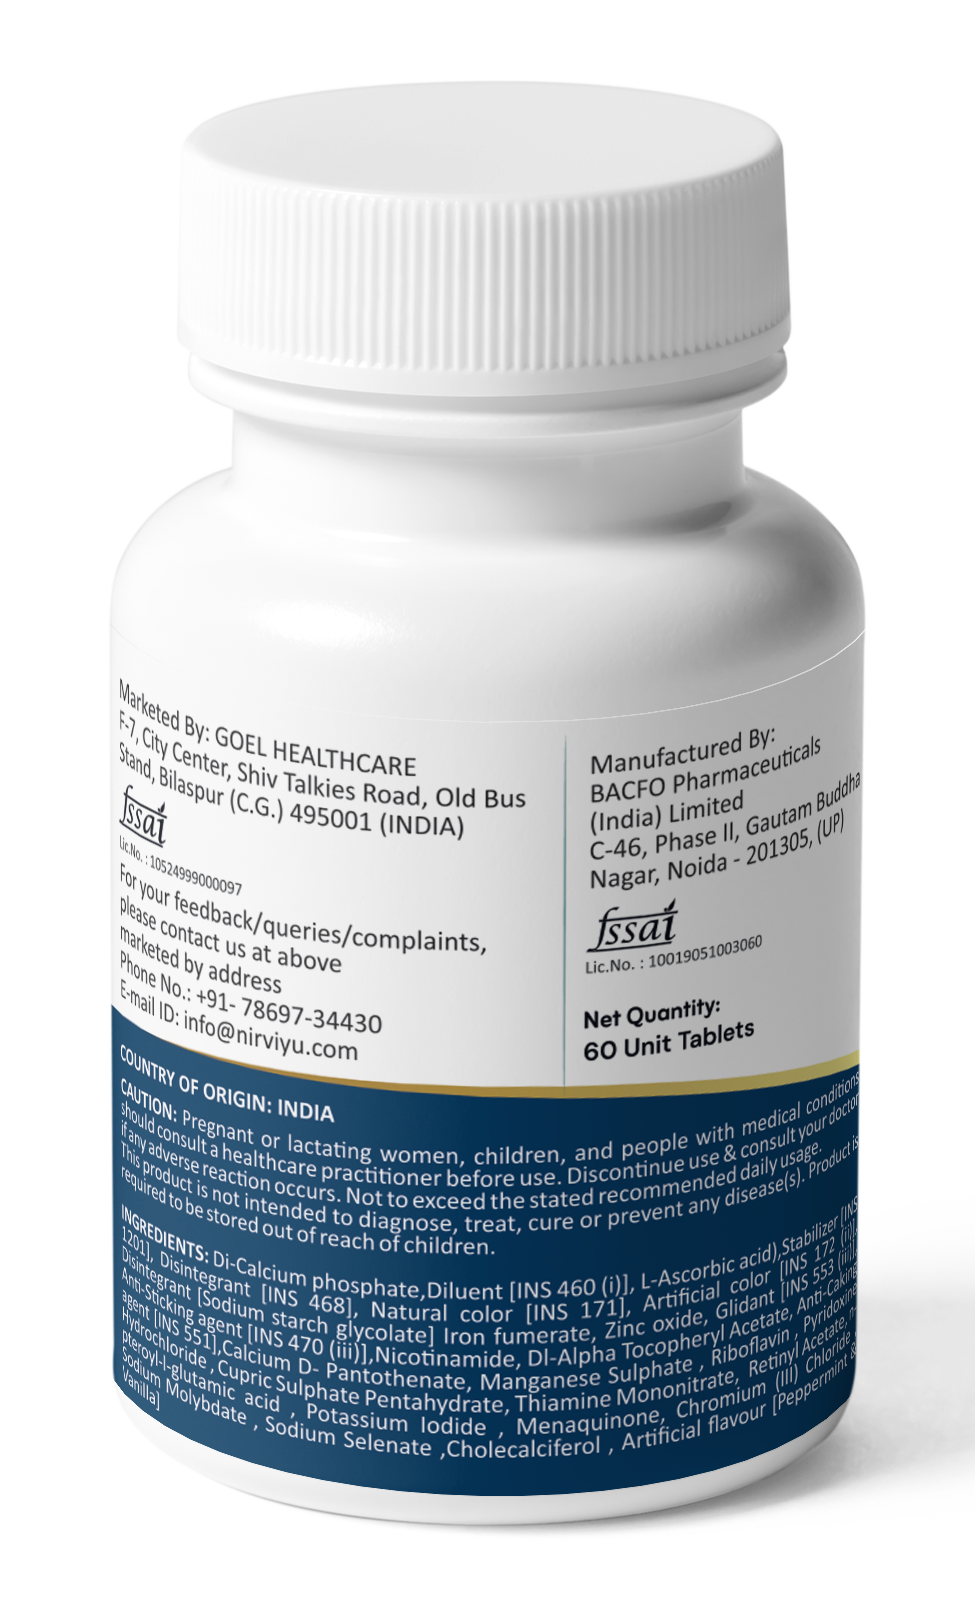 Marketed By: GOEL HEALTHCARE
F-7, City Center, Shiv Talkies Road, Old Bus
Stand, Bilaspur (C.G.) 495001 (INDIA)
fssai
Lic.No. : 10524999000097
For your feedback/queries/complaints,
please contact us at above
marketed by address
Phone No.: +91- 78697-34430
E-mail ID: info@nirviyu.com
Manufactured By:
BACFO Pharmaceuticals
(India) Limited
C-46, Phase II, Gautam Buddha
Nagar, Noida - 201305, (UP)
fssai
Lic.No. : 10019051003060
Net Quantity:
60 Unit Tablets
COUNTRY OF ORIGIN: INDIA
CAUTION: Pregnant or lactating women, children, and people with medical conditions
should consult a healthcare practitioner before use. Discontinue use & consult your doctor
if any adverse reaction occurs. Not to exceed the stated recommended daily usage.
This product is not intended to diagnose, treat, cure or prevent any disease(s). Product is
required to be stored out of reach of children.
INGREDIENTS: Di-Calcium phosphate,Diluent [INS 460 (i)], L-Ascorbic acid),Stabilizer [INS
1201], Disintegrant [INS 468], Natural color [INS 171], Artificial color [INS 172 (ii)],
Disintegrant [Sodium starch glycolate] Iron fumerate, Zinc oxide, Glidant [INS 553 (iii)],
Anti-Sticking agent [INS 470 (iii)],Nicotinamide, Dl-Alpha Tocopheryl Acetate, Anti-Caking
agent [INS 551],Calcium D- Pantothenate, Manganese Sulphate , Riboflavin , Pyridoxine
Hydrochloride , Cupric Sulphate Pentahydrate, Thiamine Mononitrate, Retinyl Acetate,
pteroyl-l-glutamic acid , Potassium Iodide , Menaquinone, Chromium (III) Chloride
Sodium Molybdate , Sodium Selenate ,Cholecalciferol , Artificial flavour [Peppermint &
Vanilla]